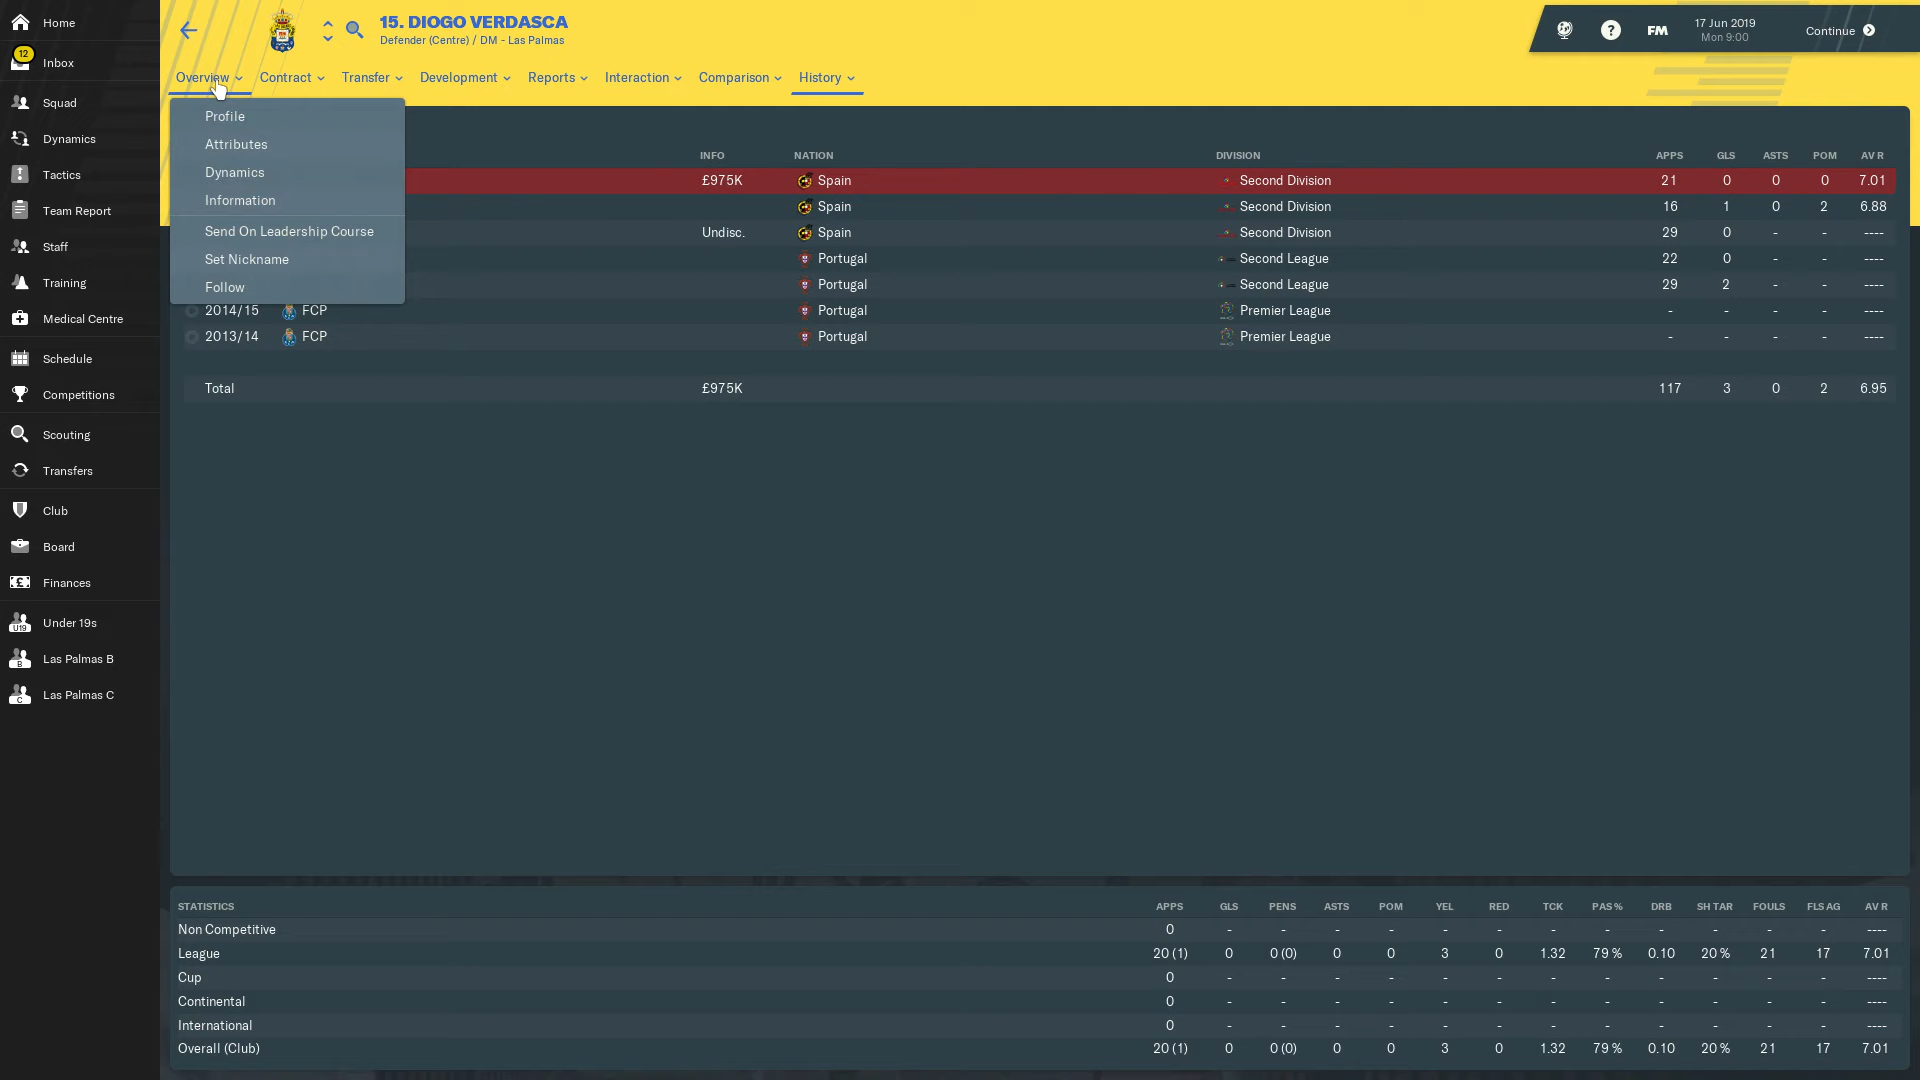 Home
12
Inbox
Squad
Dynamics
Tactics
Team Report
Staff
Training
Medical Centre
Schedule
Competitions
Scouting
Transfers
Club
Board
Finances
U19 Under 19s
B Las Palmas B
C Las Palmas C
15. DIOGO VERDASCA
Defender (Centre) / DM - Las Palmas
? FM 17 Jun 2019 Continue
Mon 9:00
Overview Contract Transfer Development Reports Interaction Comparison History
Profile
Attributes
Dynamics
Information
Send On Leadership Course
Set Nickname
Follow
INFO NATION DIVISION APPS GLS ASTS POM AV R
£975K Spain Second Division 21 0 0 0 7.01
Spain Second Division 16 1 0 2 6.88
Undisc. Spain Second Division 29 0 - - ----
Portugal Second League 22 0 - - ----
Portugal Second League 29 2 - - ----
2014/15 FCP Portugal Premier League - - - - ----
2013/14 FCP Portugal Premier League - - - - ----
Total £975K 117 3 0 2 6.95
STATISTICS APPS GLS PENS ASTS POM YEL RED TCK PAS % DRB SH TAR FOULS FLS AG AV R
Non Competitive 0 - - - - - - - - - - - - ----
League 20 (1) 0 0 (0) 0 0 3 0 1.32 79 % 0.10 20 % 21 17 7.01
Cup 0 - - - - - - - - - - - - ----
Continental 0 - - - - - - - - - - - - ----
International 0 - - - - - - - - - - - - ----
Overall (Club) 20 (1) 0 0 (0) 0 0 3 0 1.32 79 % 0.10 20 % 21 17 7.01